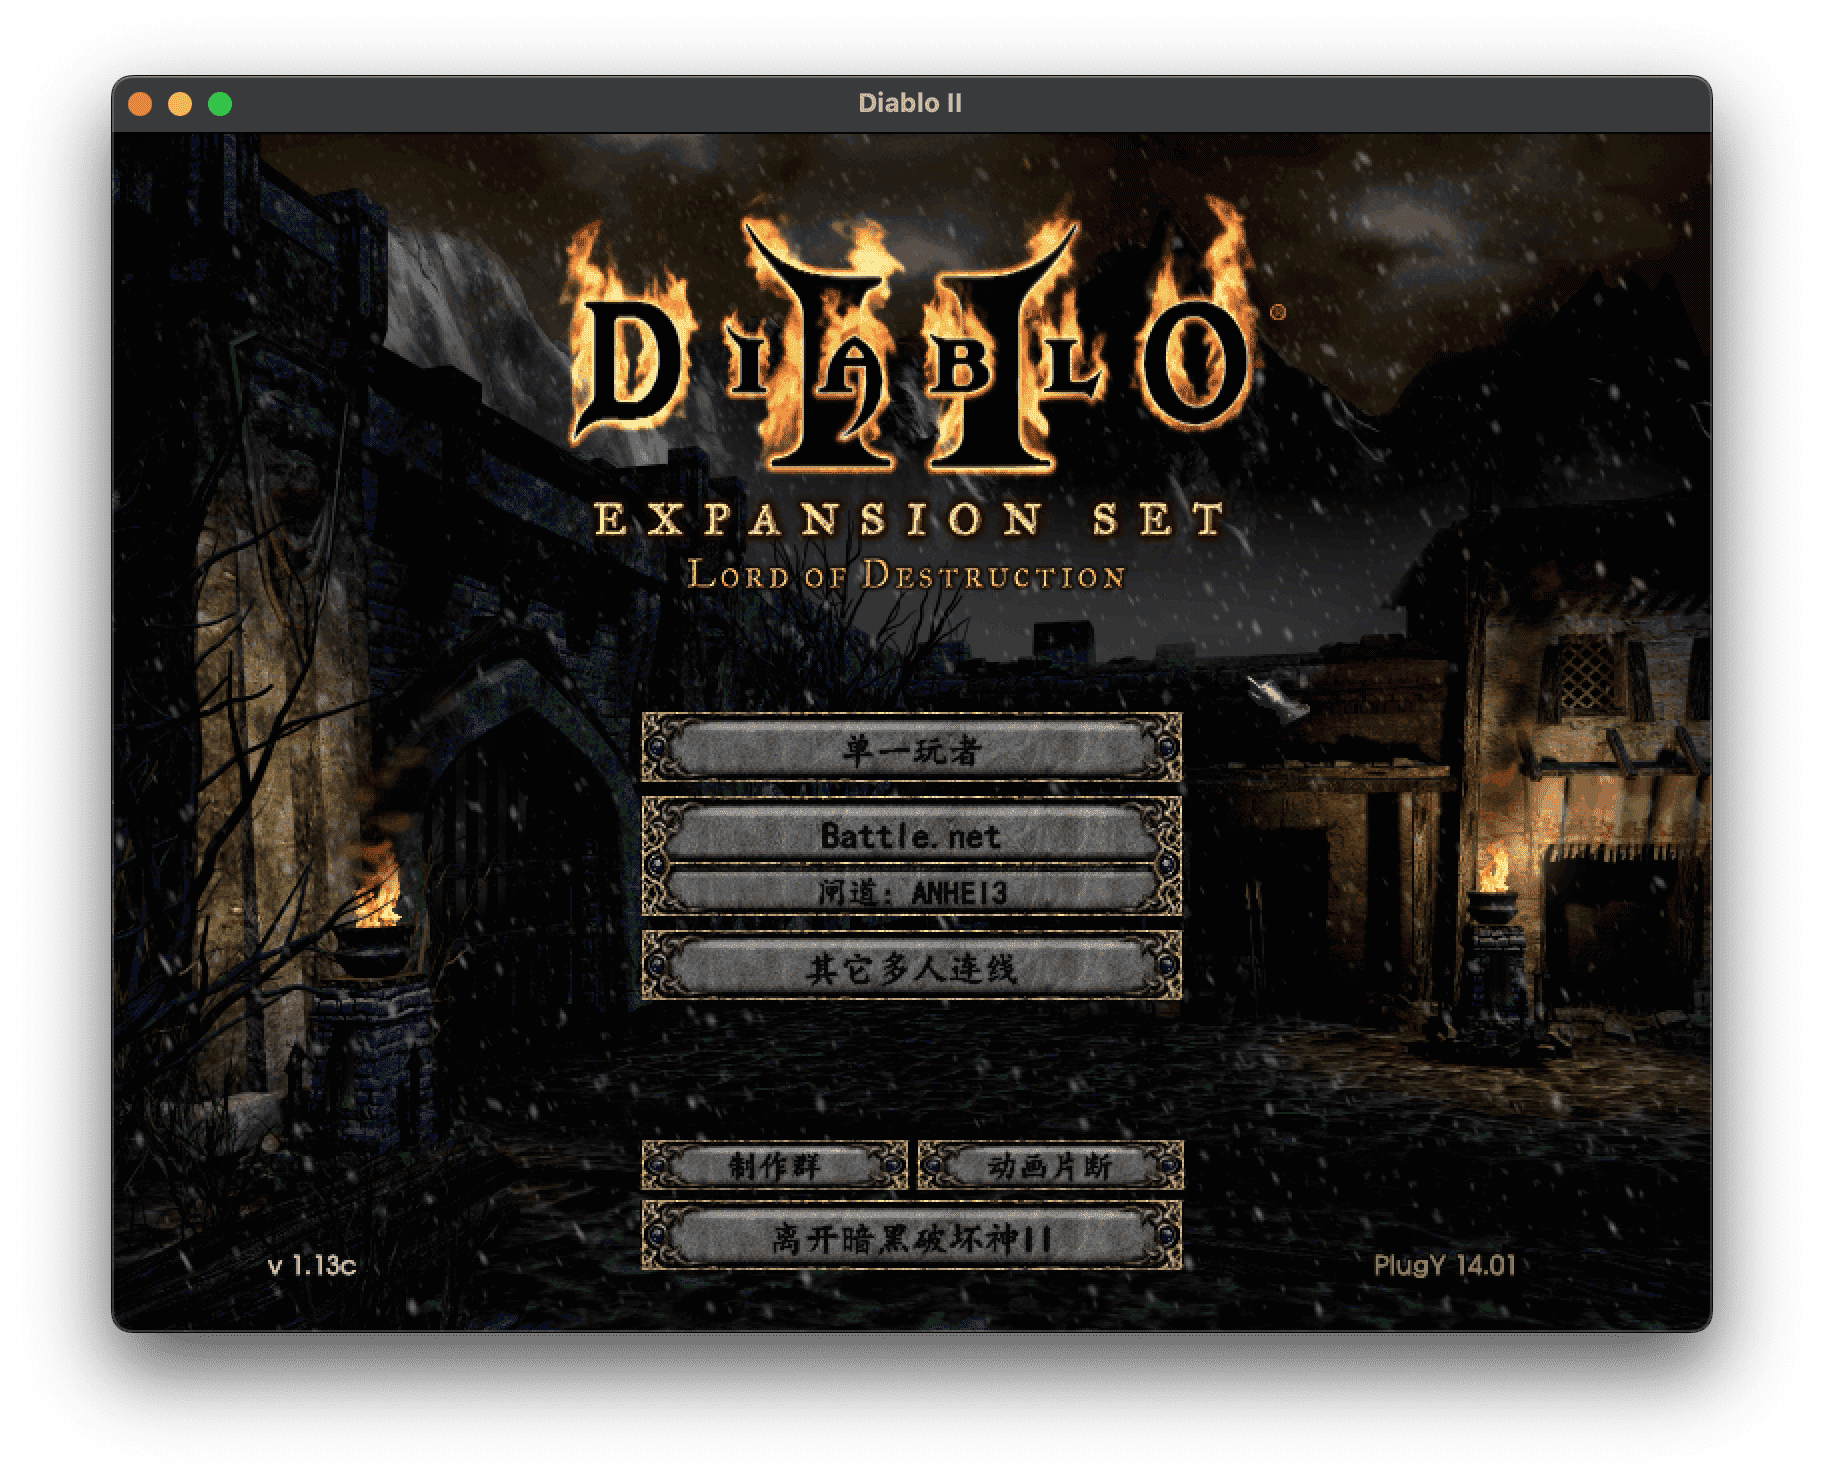 Diablo II
DIABLO II®
EXPANSION SET
LORD OF DESTRUCTION
单一玩者
Battle.net
闸道：ANHEI3
其它多人连线
制作群
动画片断
离开暗黑破坏神II
v 1.13c
PlugY 14.01